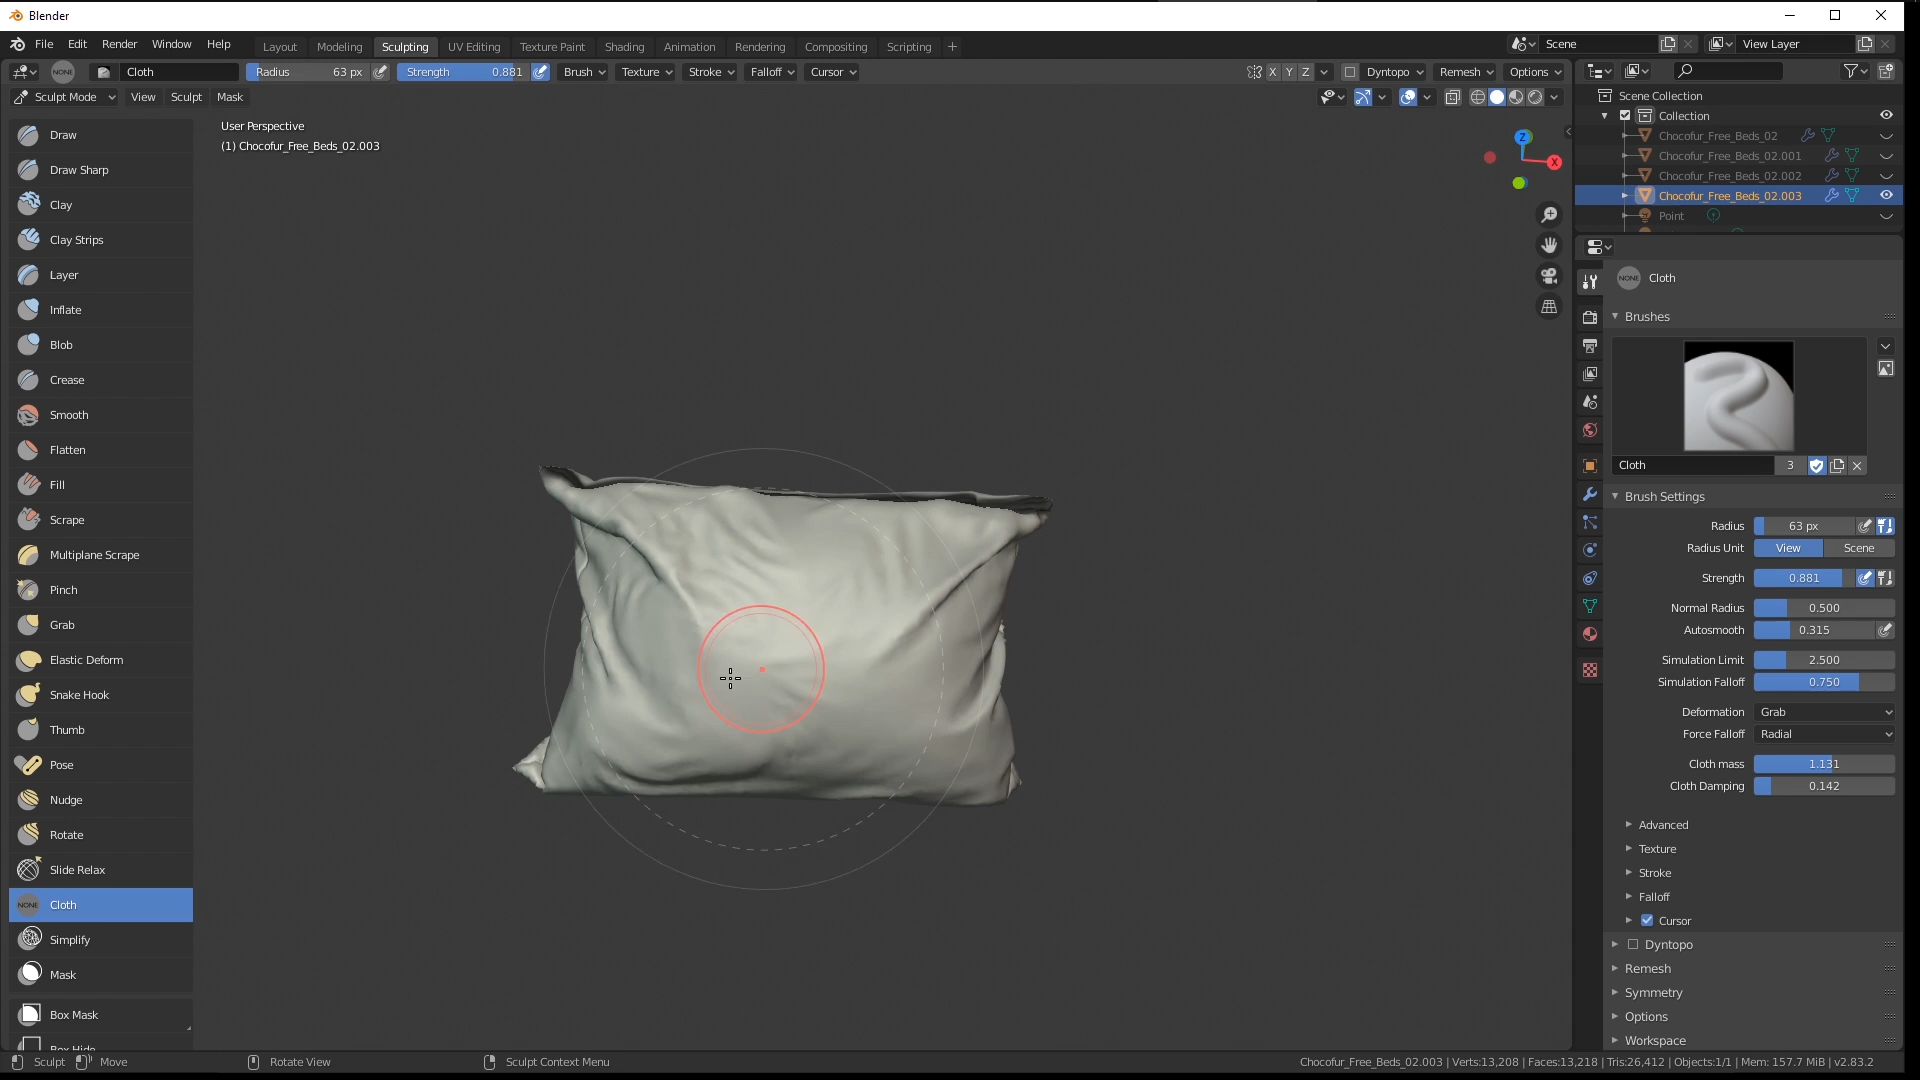 Blender
File Edit Render Window Help Layout Modeling Sculpting UV Editing Texture Paint Shading Animation Rendering Compositing Scripting + Scene View Layer
NONE Cloth Radius 63 px Strength 0.881 Brush Texture Stroke Falloff Cursor X Y Z Dyntopo Remesh Options
Sculpt Mode View Sculpt Mask
User Perspective
(1) Chocofur_Free_Beds_02.003
Z
X
Draw
Draw Sharp
Clay
Clay Strips
Layer
Inflate
Blob
Crease
Smooth
Flatten
Fill
Scrape
Multiplane Scrape
Pinch
Grab
Elastic Deform
Snake Hook
Thumb
Pose
Nudge
Rotate
Slide Relax
NONE Cloth
Simplify
Mask
Box Mask
Box Hide
Scene Collection
Collection
Chocofur_Free_Beds_02
Chocofur_Free_Beds_02.001
Chocofur_Free_Beds_02.002
Chocofur_Free_Beds_02.003
Point
NONE Cloth
Brushes
Cloth 3
Brush Settings
Radius 63 px
Radius Unit View Scene
Strength 0.881
Normal Radius 0.500
Autosmooth 0.315
Simulation Limit 2.500
Simulation Falloff 0.750
Deformation Grab
Force Falloff Radial
Cloth mass 1.131
Cloth Damping 0.142
Advanced
Texture
Stroke
Falloff
Cursor
Dyntopo
Remesh
Symmetry
Options
Workspace
Sculpt Move Rotate View Sculpt Context Menu Chocofur_Free_Beds_02.003 | Verts:13,208 | Faces:13,218 | Tris:26,412 | Objects:1/1 | Mem: 157.7 MiB | v2.83.2